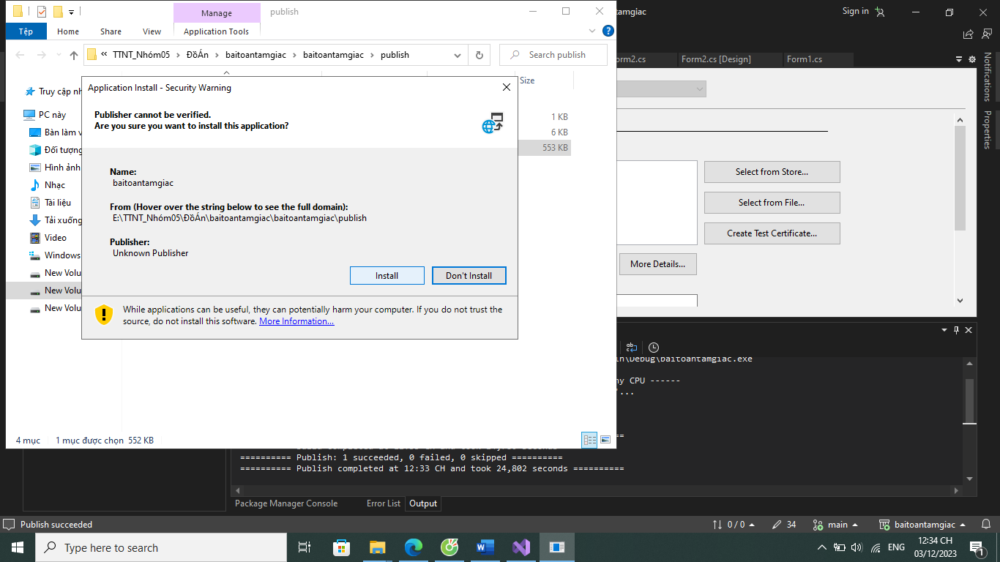 Manage
publish
Tệp
Home
Share
View
Application Tools
TTNT_Nhóm05
ĐồÁn
baitoantamgiac
baitoantamgiac
publish
Search publish
Truy cập nh
PC này
Bàn làm v
Đối tượng
Hình ảnh
Nhạc
Tài liệu
Tải xuống
Video
Windows
New Volu
New Volu
New Volu
Size
1 KB
6 KB
553 KB
Application Install - Security Warning
Publisher cannot be verified.
Are you sure you want to install this application?
Name:
baitoantamgiac
From (Hover over the string below to see the full domain):
E:\TTNT_Nhóm05\ĐồÁn\baitoantamgiac\baitoantamgiac\publish
Publisher:
Unknown Publisher
Install
Don't Install
While applications can be useful, they can potentially harm your computer. If you do not trust the
source, do not install this software. More Information...
4 mục
1 mục được chọn 552 KB
amgiac
Sign in
orm2.cs
Form2.cs [Design]
Form1.cs
Notifications
Properties
Select from Store...
Select from File...
Create Test Certificate...
More Details...
in\Debug\baitoantamgiac.exe
ny CPU ------
'...
==
========== Publish: 1 succeeded, 0 failed, 0 skipped ==========
========== Publish completed at 12:33 CH and took 24,802 seconds ==========
Package Manager Console
Error List
Output
Publish succeeded
0 / 0
34
main
baitoantamgiac
Type here to search
ENG
12:34 CH
03/12/2023
1